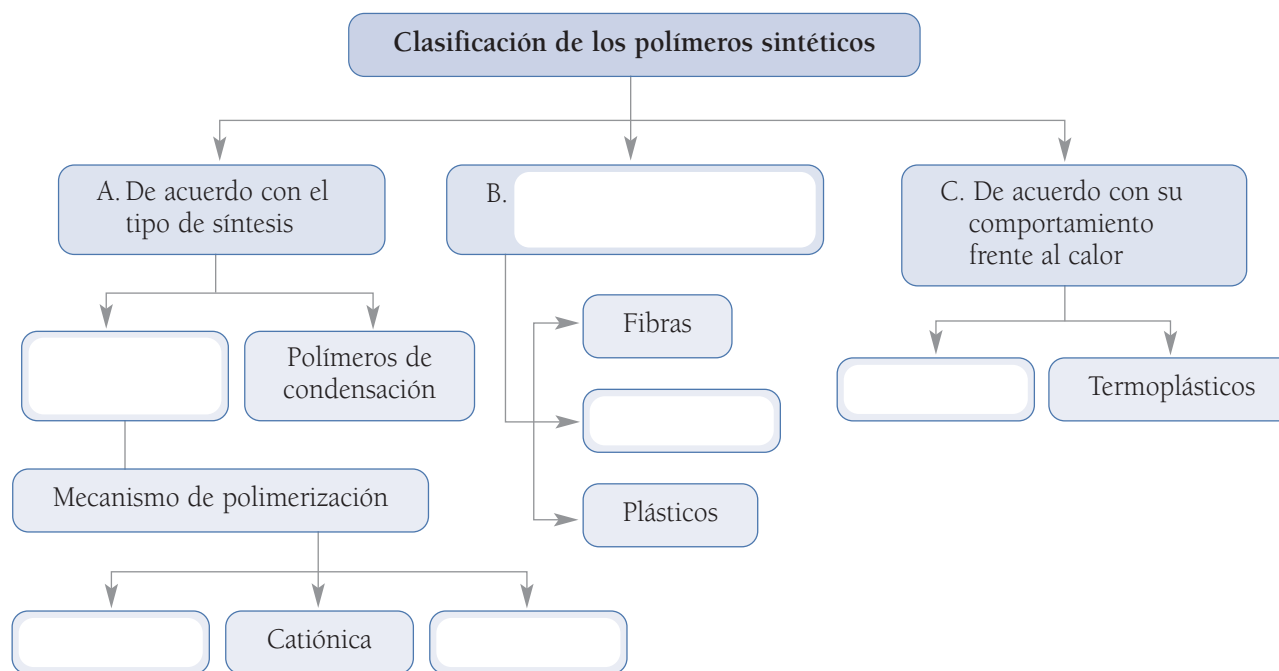 Clasificación de los polímeros sintéticos
A. De acuerdo con el
tipo de síntesis
B.
C. De acuerdo con su
comportamiento
frente al calor
Polímeros de
condensación
Fibras
Termoplásticos
Mecanismo de polimerización
Plásticos
Catiónica